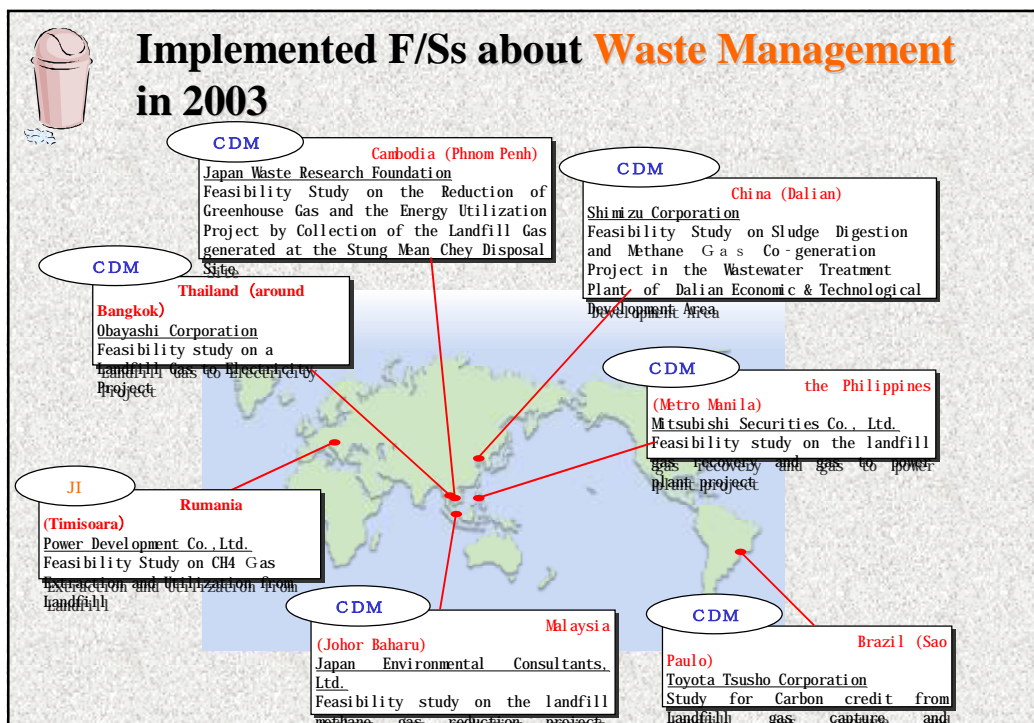 Implemented F/Ss about Waste Management
in 2003
CDM
Cambodia (Phnom Penh)
Japan Waste Research Foundation
Feasibility Study on the Reduction of
Greenhouse Gas and the Energy Utilization
Project by Collection of the Landfill Gas
generated at the Stung Mean Chey Disposal
Site
CDM
China (Dalian)
Shimizu Corporation
Feasibility Study on Sludge Digestion
and Methane Gas Co-generation
Project in the Wastewater Treatment
Plant of Dalian Economic & Technological
Development Area
CDM
Thailand (around
Bangkok)
Obayashi Corporation
Feasibility study on a
Landfill Gas to Electricity
Project
CDM
the Philippines
(Metro Manila)
Mitsubishi Securities Co., Ltd.
Feasibility study on the landfill
gas recovery and gas to power
plant project
JI
Rumania
(Timisoara)
Power Development Co.,Ltd.
Feasibility Study on CH4 Gas
Extraction and Utilization from
Landfill
CDM
Malaysia
(Johor Baharu)
Japan Environmental Consultants,
Ltd.
Feasibility study on the landfill
methane gas reduction project
CDM
Brazil (Sao
Paulo)
Toyota Tsusho Corporation
Study for Carbon credit from
Landfill gas capture and